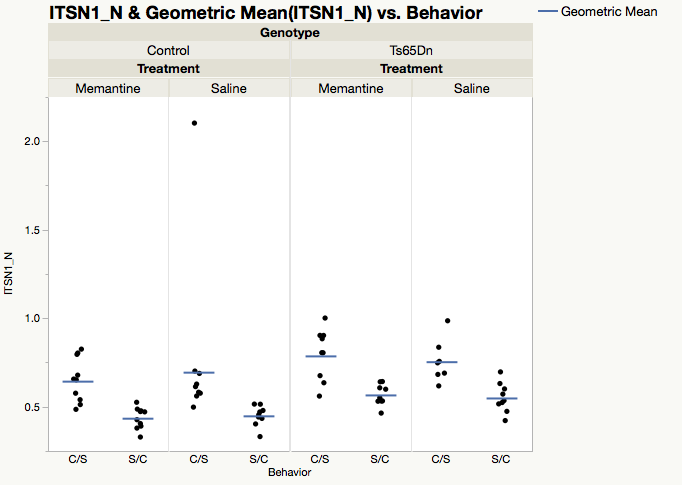 ITSN1_N & Geometric Mean(ITSN1_N) vs. Behavior
Geometric Mean
Genotype
Control Ts65Dn
Treatment Treatment
Memantine Saline Memantine Saline
2.0
1.5
1.0
0.5
ITSN1_N
C/S S/C C/S S/C C/S S/C C/S S/C
Behavior